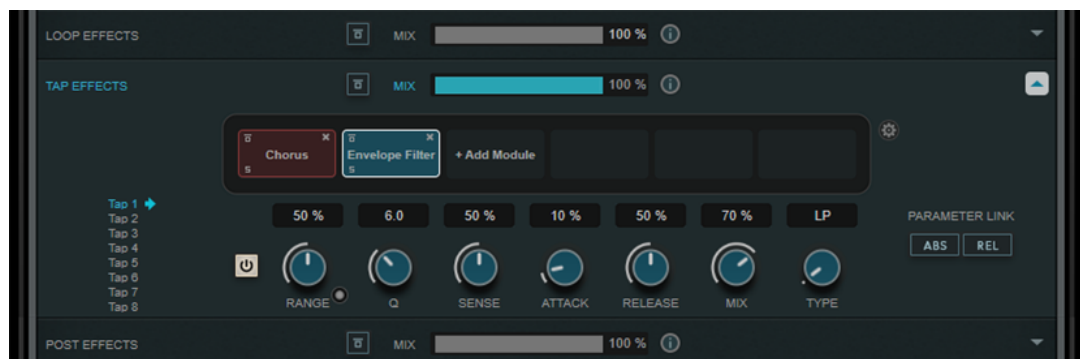 LOOP EFFECTS MIX 100 %
TAP EFFECTS MIX 100 %
Chorus Envelope Filter + Add Module
S S
Tap 1
Tap 2
Tap 3
Tap 4
Tap 5
Tap 6
Tap 7
Tap 8
50 % 6.0 50 % 10 % 50 % 70 % LP
RANGE Q SENSE ATTACK RELEASE MIX TYPE
PARAMETER LINK
ABS REL
POST EFFECTS MIX 100 %